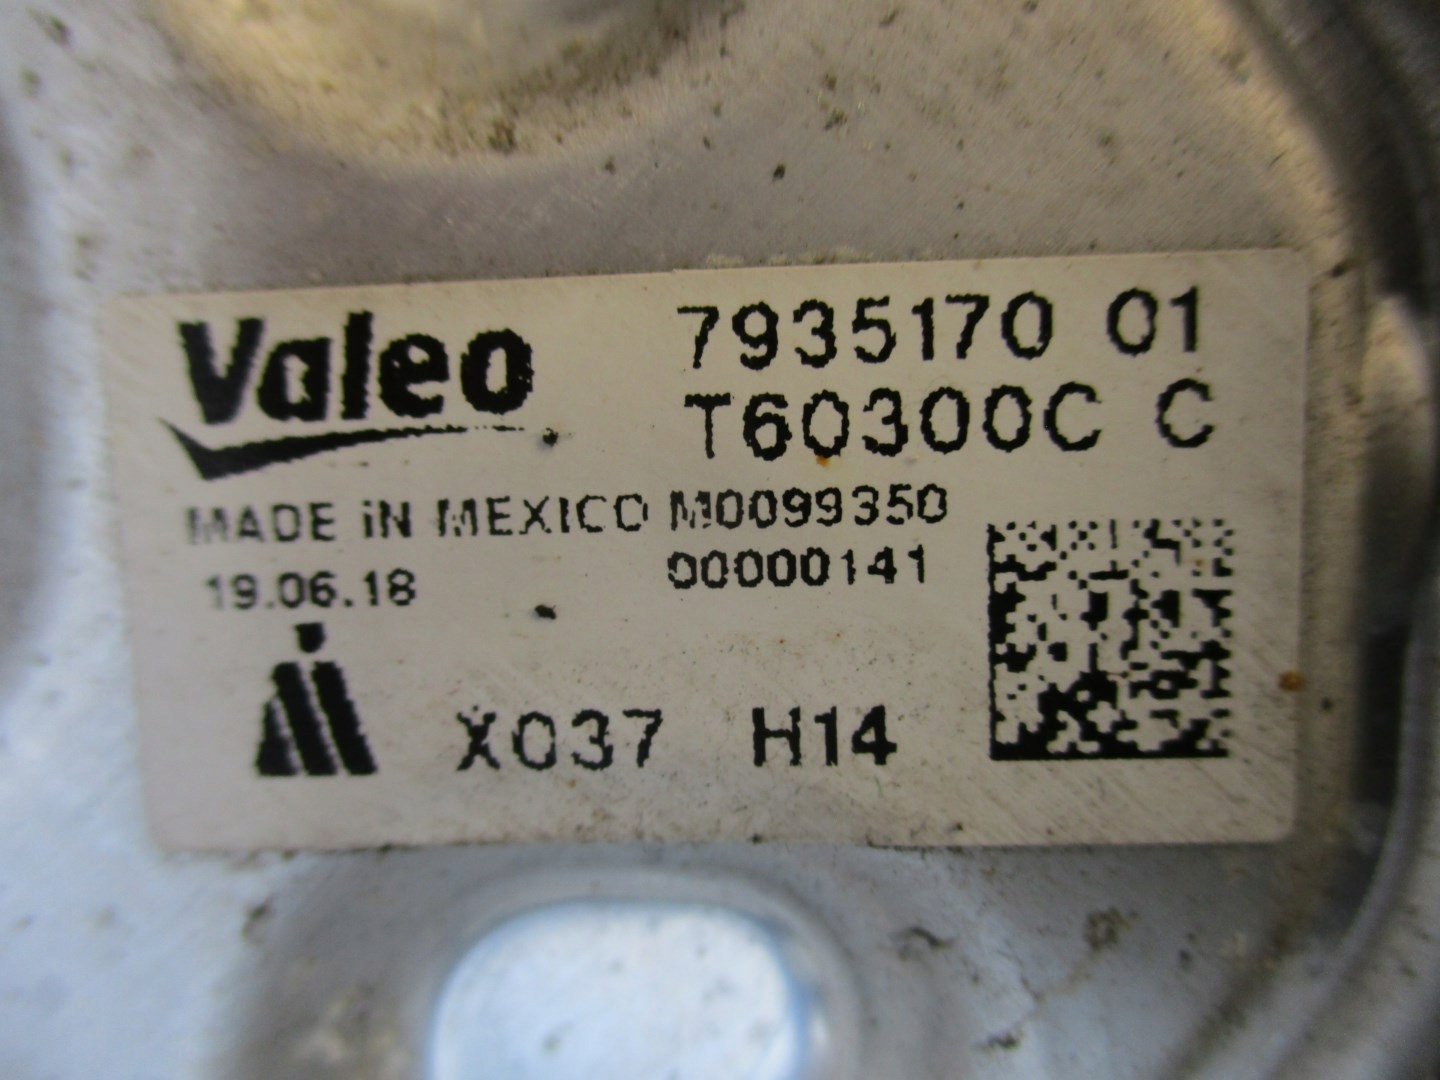 Valeo 7935170 01
T60300C C
MADE iN MEXICO M0099350
19.06.18 00000141
X037 H14